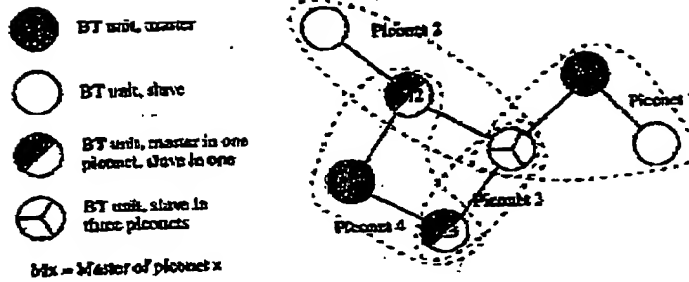 BT unit, master
BT unit, slave
BT unit, master in one
piconet, slave in one
BT unit, slave in
three piconets
Mx = Master of piconet x
Piconet 2
Piconet
Piconet 3
Piconet 4